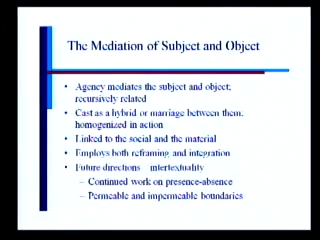 The Mediation of Subject and Object
• Agency mediates the subject and object;
recursively related
• Cast as a hybrid or marriage between them;
homogenized in action
• Linked to the social and the material
• Employs both reframing and integration
• Future directions – intertextuality
– Continued work on presence-absence
– Permeable and impermeable boundaries